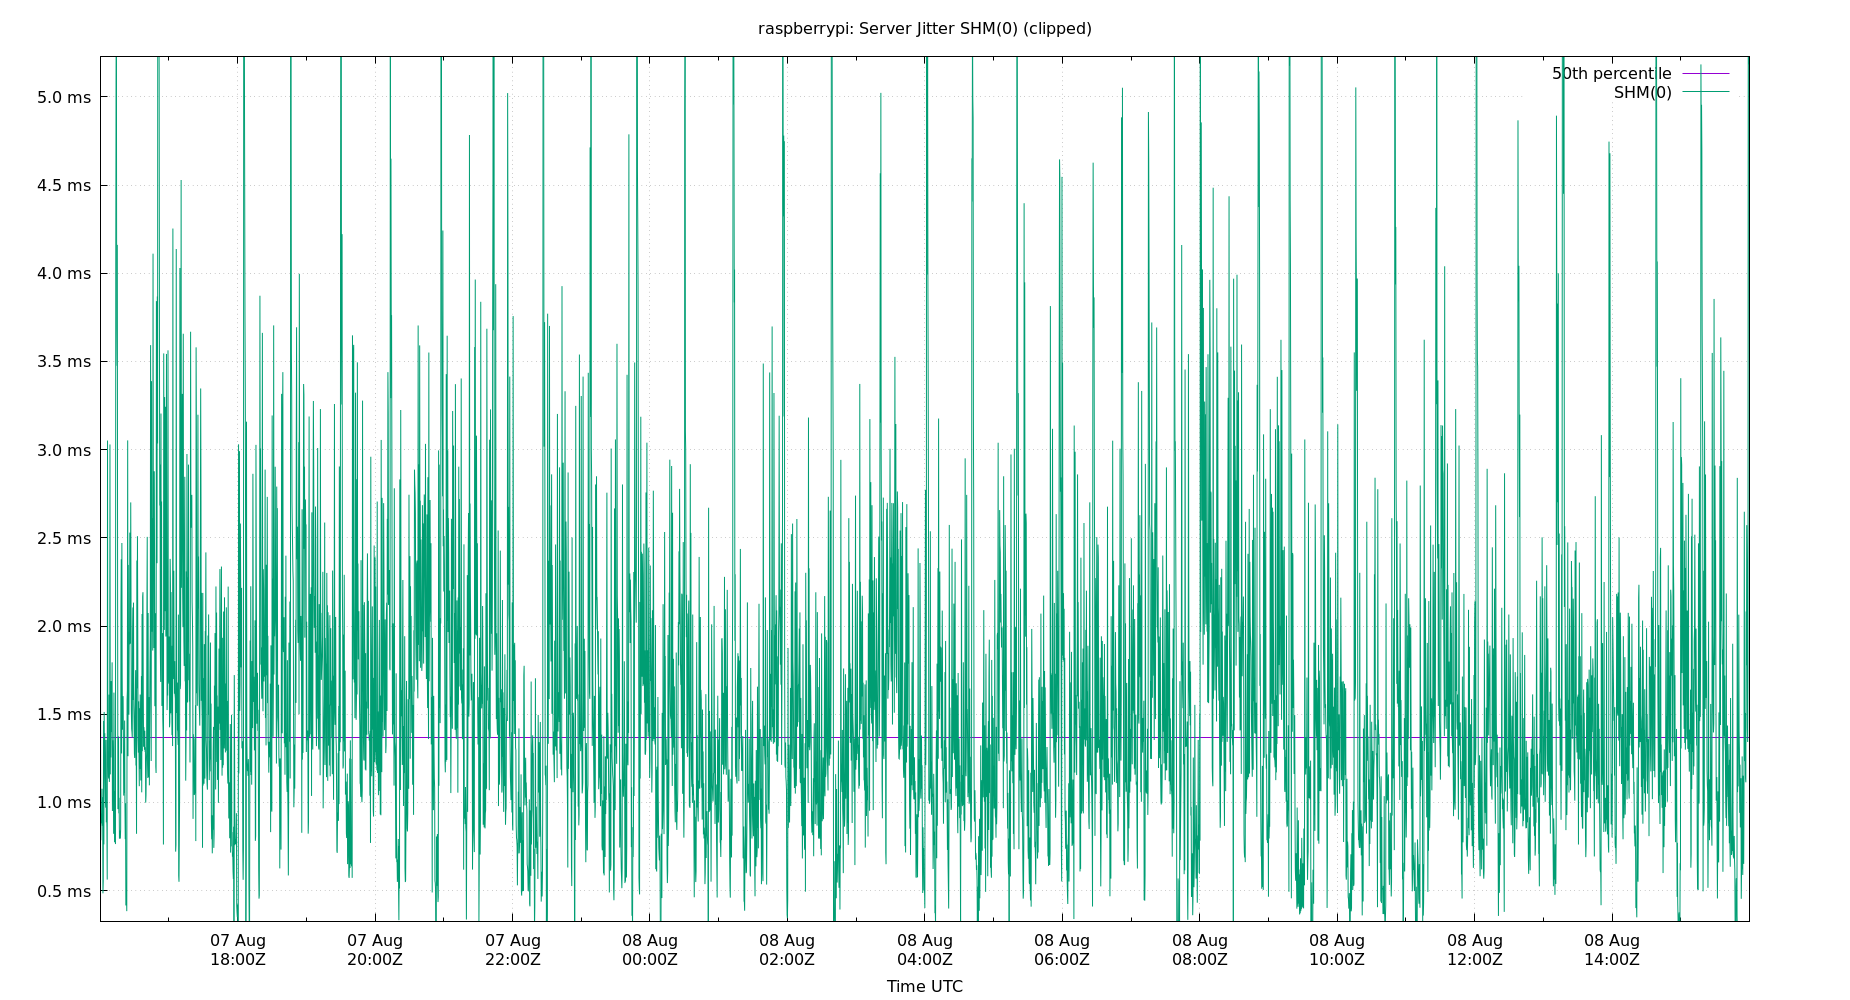 raspberrypi: Server Jitter SHM(0) (clipped)
50th percentile
SHM(0)
5.0 ms
4.5 ms
4.0 ms
3.5 ms
3.0 ms
2.5 ms
2.0 ms
1.5 ms
1.0 ms
0.5 ms
07 Aug 07 Aug 07 Aug 08 Aug 08 Aug 08 Aug 08 Aug 08 Aug 08 Aug 08 Aug 08 Aug
18:00Z 20:00Z 22:00Z 00:00Z 02:00Z 04:00Z 06:00Z 08:00Z 10:00Z 12:00Z 14:00Z
Time UTC